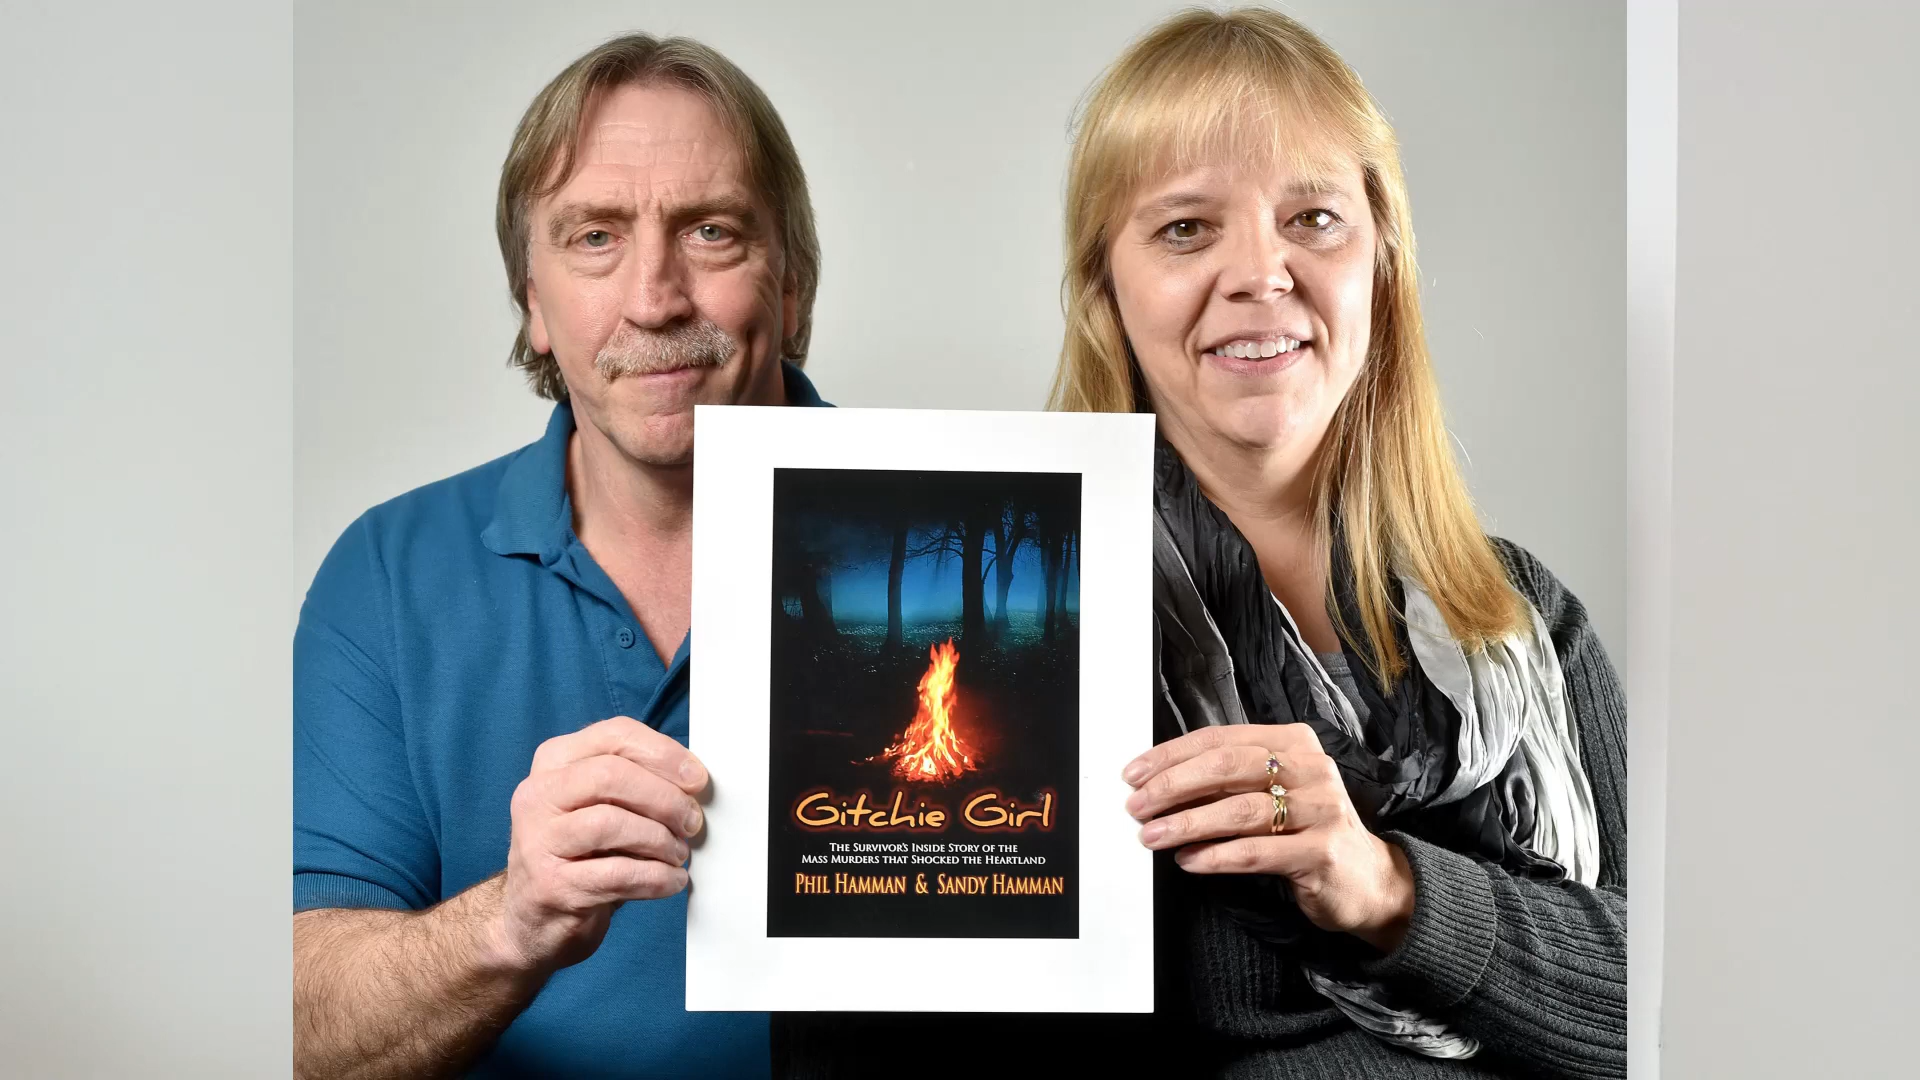 Gitchie Girl
The Survivor's Inside Story of the
Mass Murders that Shocked the Heartland
Phil Hamman & Sandy Hamman